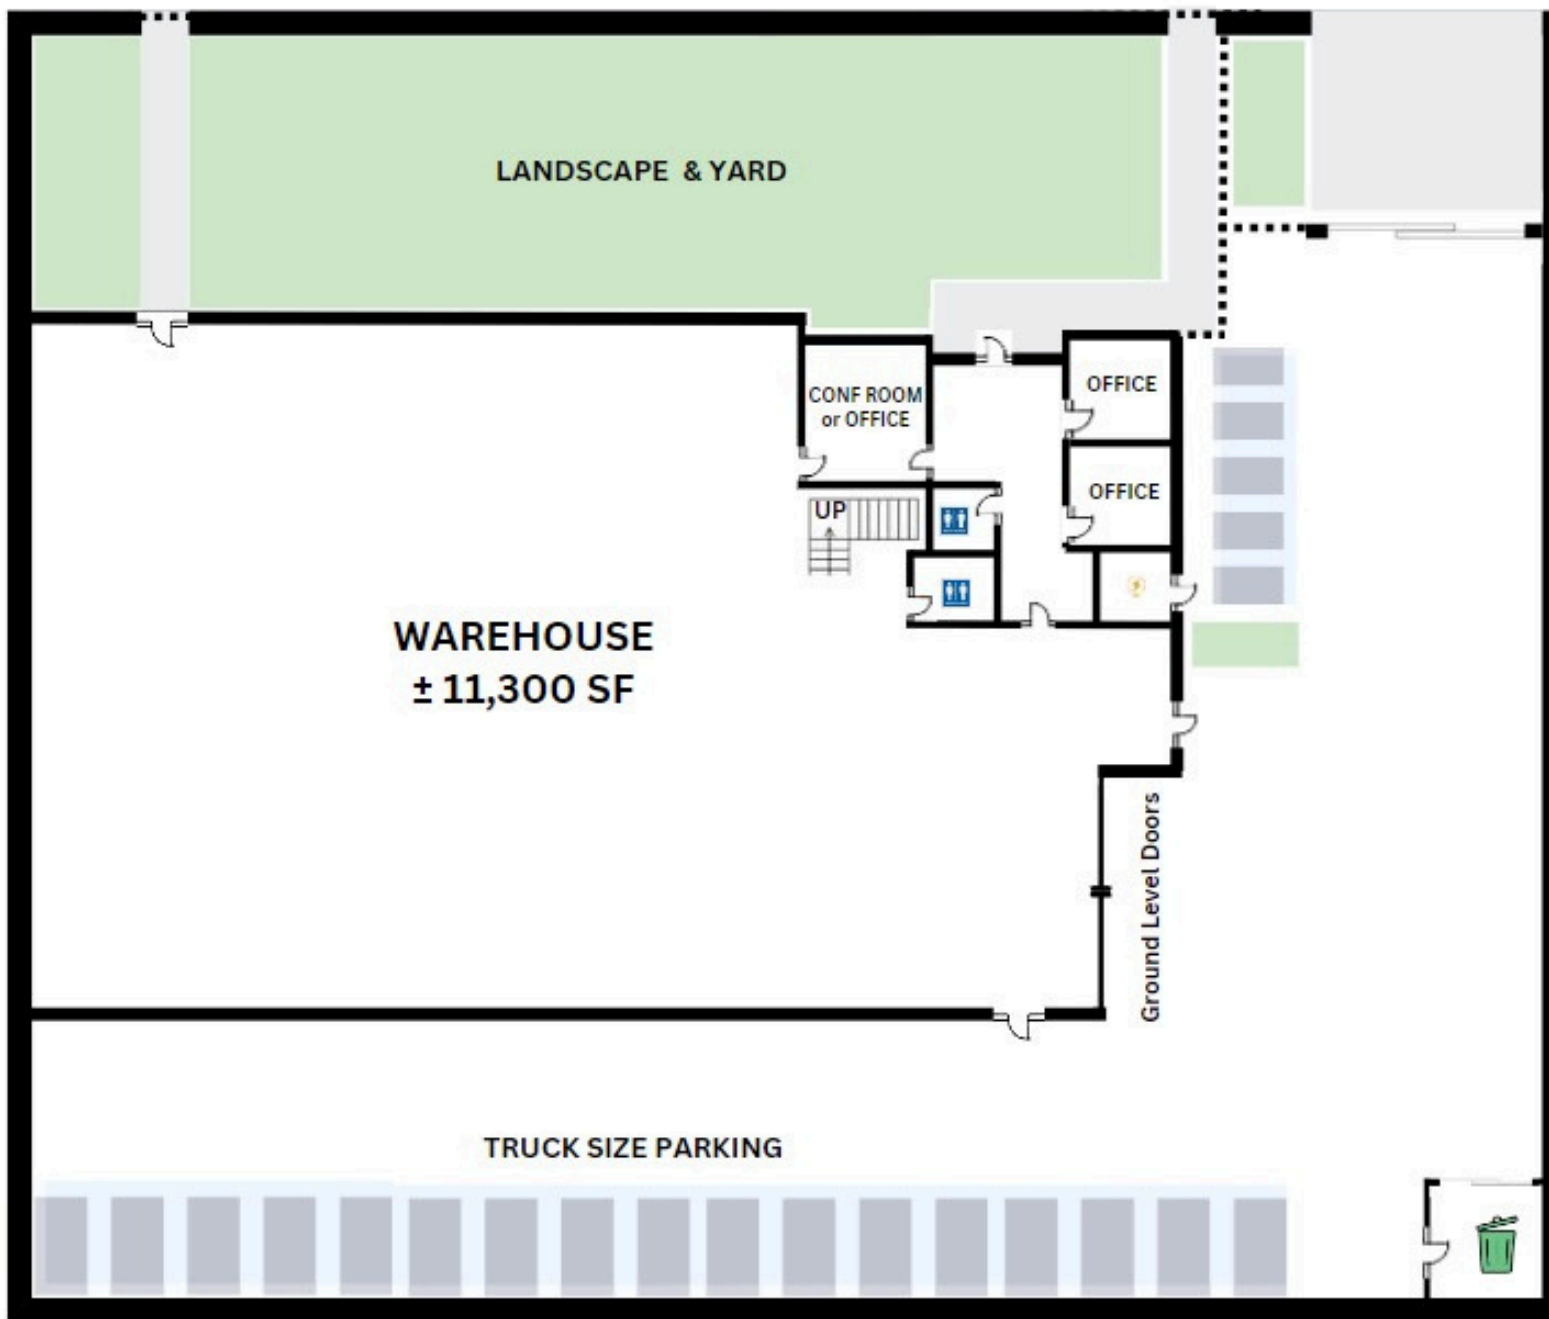 LANDSCAPE & YARD
CONF ROOM
or OFFICE
OFFICE
OFFICE
UP
WAREHOUSE
± 11,300 SF
Ground Level Doors
TRUCK SIZE PARKING